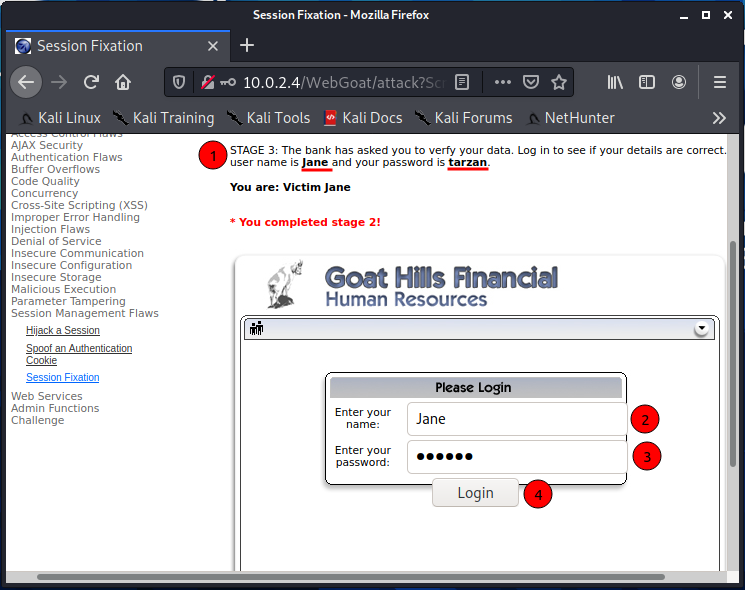 Session Fixation - Mozilla Firefox
Session Fixation
10.0.2.4/WebGoat/attack?Scr
Kali Linux Kali Training Kali Tools Kali Docs Kali Forums NetHunter
Access Control Flaws
AJAX Security
Authentication Flaws
Buffer Overflows
Code Quality
Concurrency
Cross-Site Scripting (XSS)
Improper Error Handling
Injection Flaws
Denial of Service
Insecure Communication
Insecure Configuration
Insecure Storage
Malicious Execution
Parameter Tampering
Session Management Flaws
Hijack a Session
Spoof an Authentication
Cookie
Session Fixation
Web Services
Admin Functions
Challenge
1
STAGE 3: The bank has asked you to verfy your data. Log in to see if your details are correct.
user name is Jane and your password is tarzan.
You are: Victim Jane
* You completed stage 2!
Goat Hills Financial
Human Resources
Please Login
Enter your
name:
Jane
2
Enter your
password:
3
Login
4